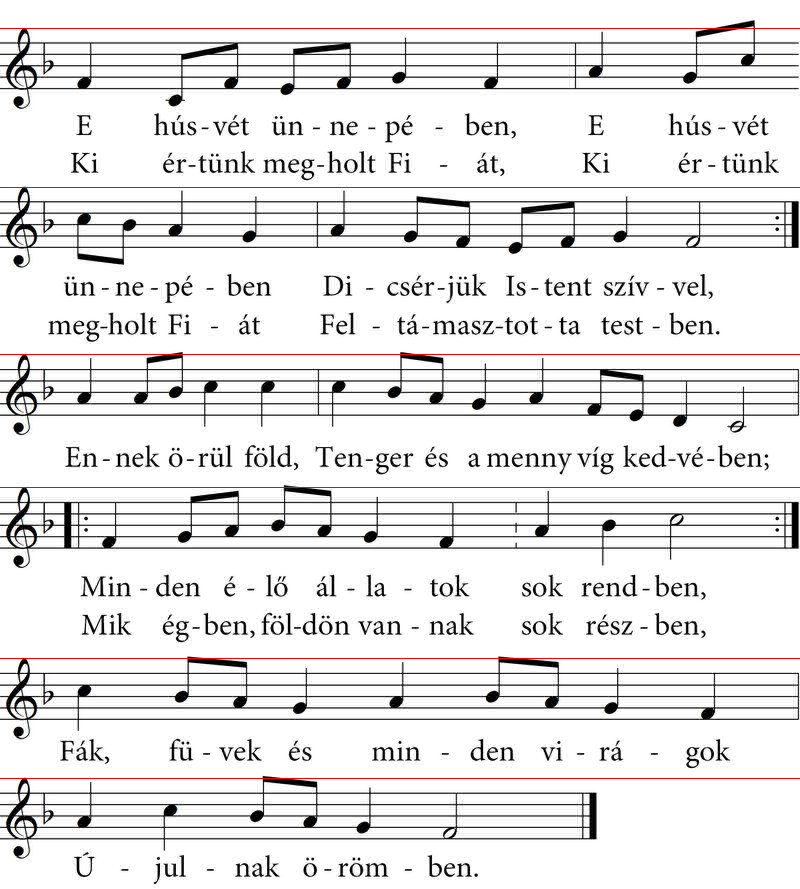 E hús-vét ün-ne-pé-ben, E hús-vét
Ki ér-tünk meg-holt Fi-át, Ki ér-tünk
ün-ne-pé-ben Di-csér-jük Is-tent szív-vel,
meg-holt Fi-át Fel-tá-masz-tot-ta test-ben.
En-nek ö-rül föld, Ten-ger és a menny víg ked-vé-ben;
Min-den é-lő ál-la-tok sok rend-ben,
Mik ég-ben, föl-dön van-nak sok rész-ben,
Fák, fü-vek és min-den vi-rá-gok
Ú-jul-nak ö-röm-ben.